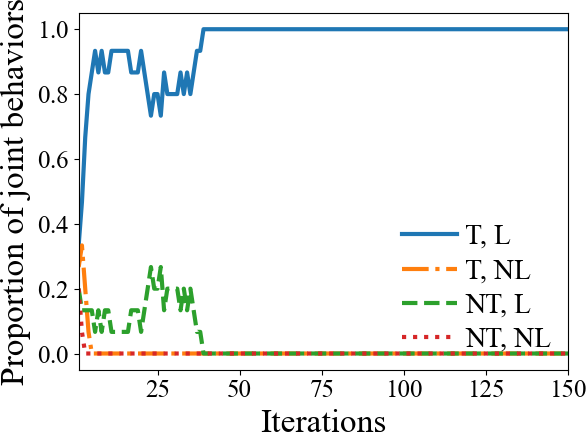 Proportion of joint behaviors
1.0
0.8
0.6
0.4
0.2
0.0
T, L
T, NL
NT, L
NT, NL
25 50 75 100 125 150
Iterations